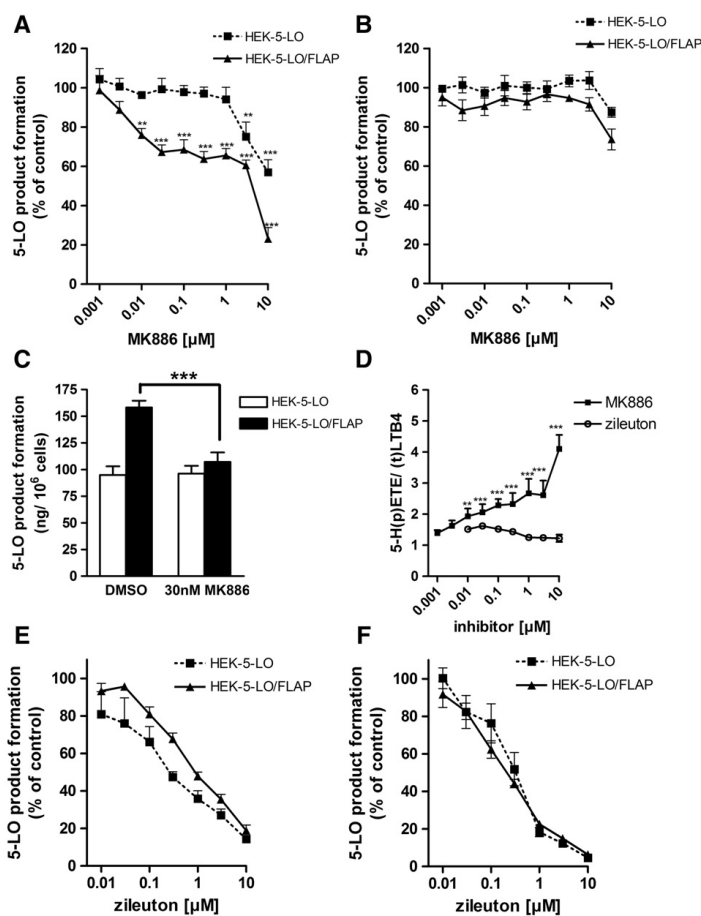 A
HEK-5-LO
HEK-5-LO/FLAP
5-LO product formation
(% of control)
120
100
80
60
40
20
0
**
***
***
***
***
***
**
***
***
0.001
0.01
0.1
1
10
MK886 [µM]
B
HEK-5-LO
HEK-5-LO/FLAP
5-LO product formation
(% of control)
120
100
80
60
40
20
0
0.001
0.01
0.1
1
10
MK886 [µM]
C
***
HEK-5-LO
HEK-5-LO/FLAP
5-LO product formation
(ng/ 10⁶ cells)
175
150
125
100
75
50
25
0
DMSO
30nM MK886
D
MK886
zileuton
5-H(p)ETE/ (t)LTB4
6
5
4
3
2
1
0
**
***
***
***
***
***
***
0.001
0.01
0.1
1
10
inhibitor [µM]
E
HEK-5-LO
HEK-5-LO/FLAP
5-LO product formation
(% of control)
100
80
60
40
20
0
0.01
0.1
1
10
zileuton [µM]
F
HEK-5-LO
HEK-5-LO/FLAP
5-LO product formation
(% of control)
100
80
60
40
20
0
0.01
0.1
1
10
zileuton [µM]